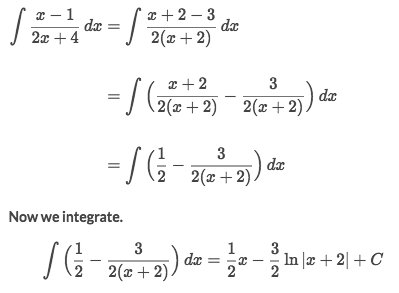 ∫ (x − 1)/(2x + 4) dx = ∫ (x + 2 − 3)/(2(x + 2)) dx
= ∫ ((x + 2)/(2(x + 2)) − 3/(2(x + 2))) dx
= ∫ (1/2 − 3/(2(x + 2))) dx
Now we integrate.
∫ (1/2 − 3/(2(x + 2))) dx = 1/2 x − 3/2 ln |x + 2| + C